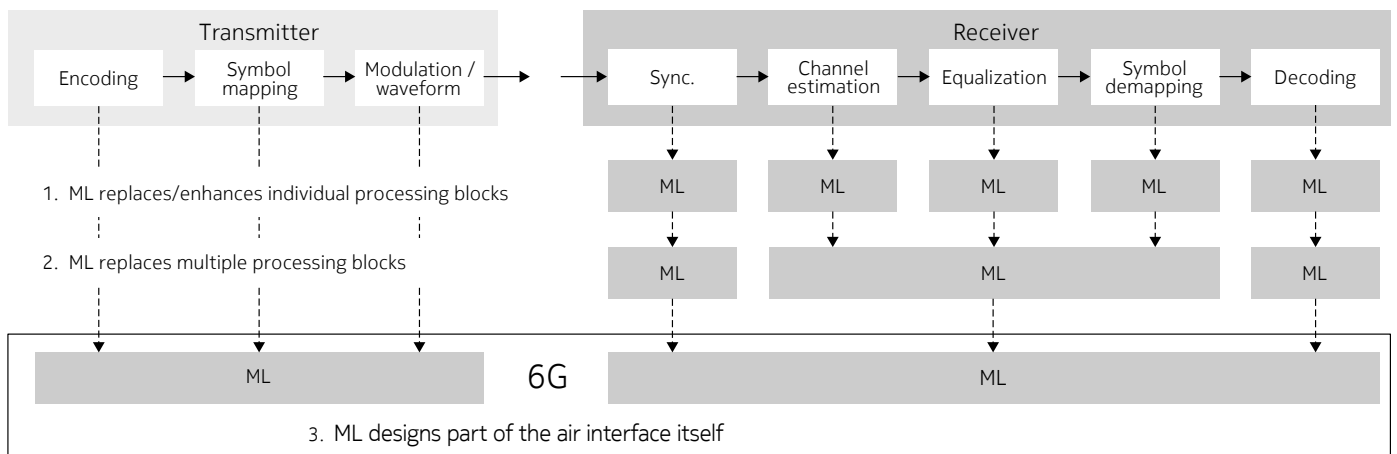 Transmitter
Receiver
Encoding
Symbol
mapping
Modulation /
waveform
Sync.
Channel
estimation
Equalization
Symbol
demapping
Decoding
1. ML replaces/enhances individual processing blocks
ML
ML
ML
ML
ML
2. ML replaces multiple processing blocks
ML
ML
ML
ML
6G
ML
3. ML designs part of the air interface itself